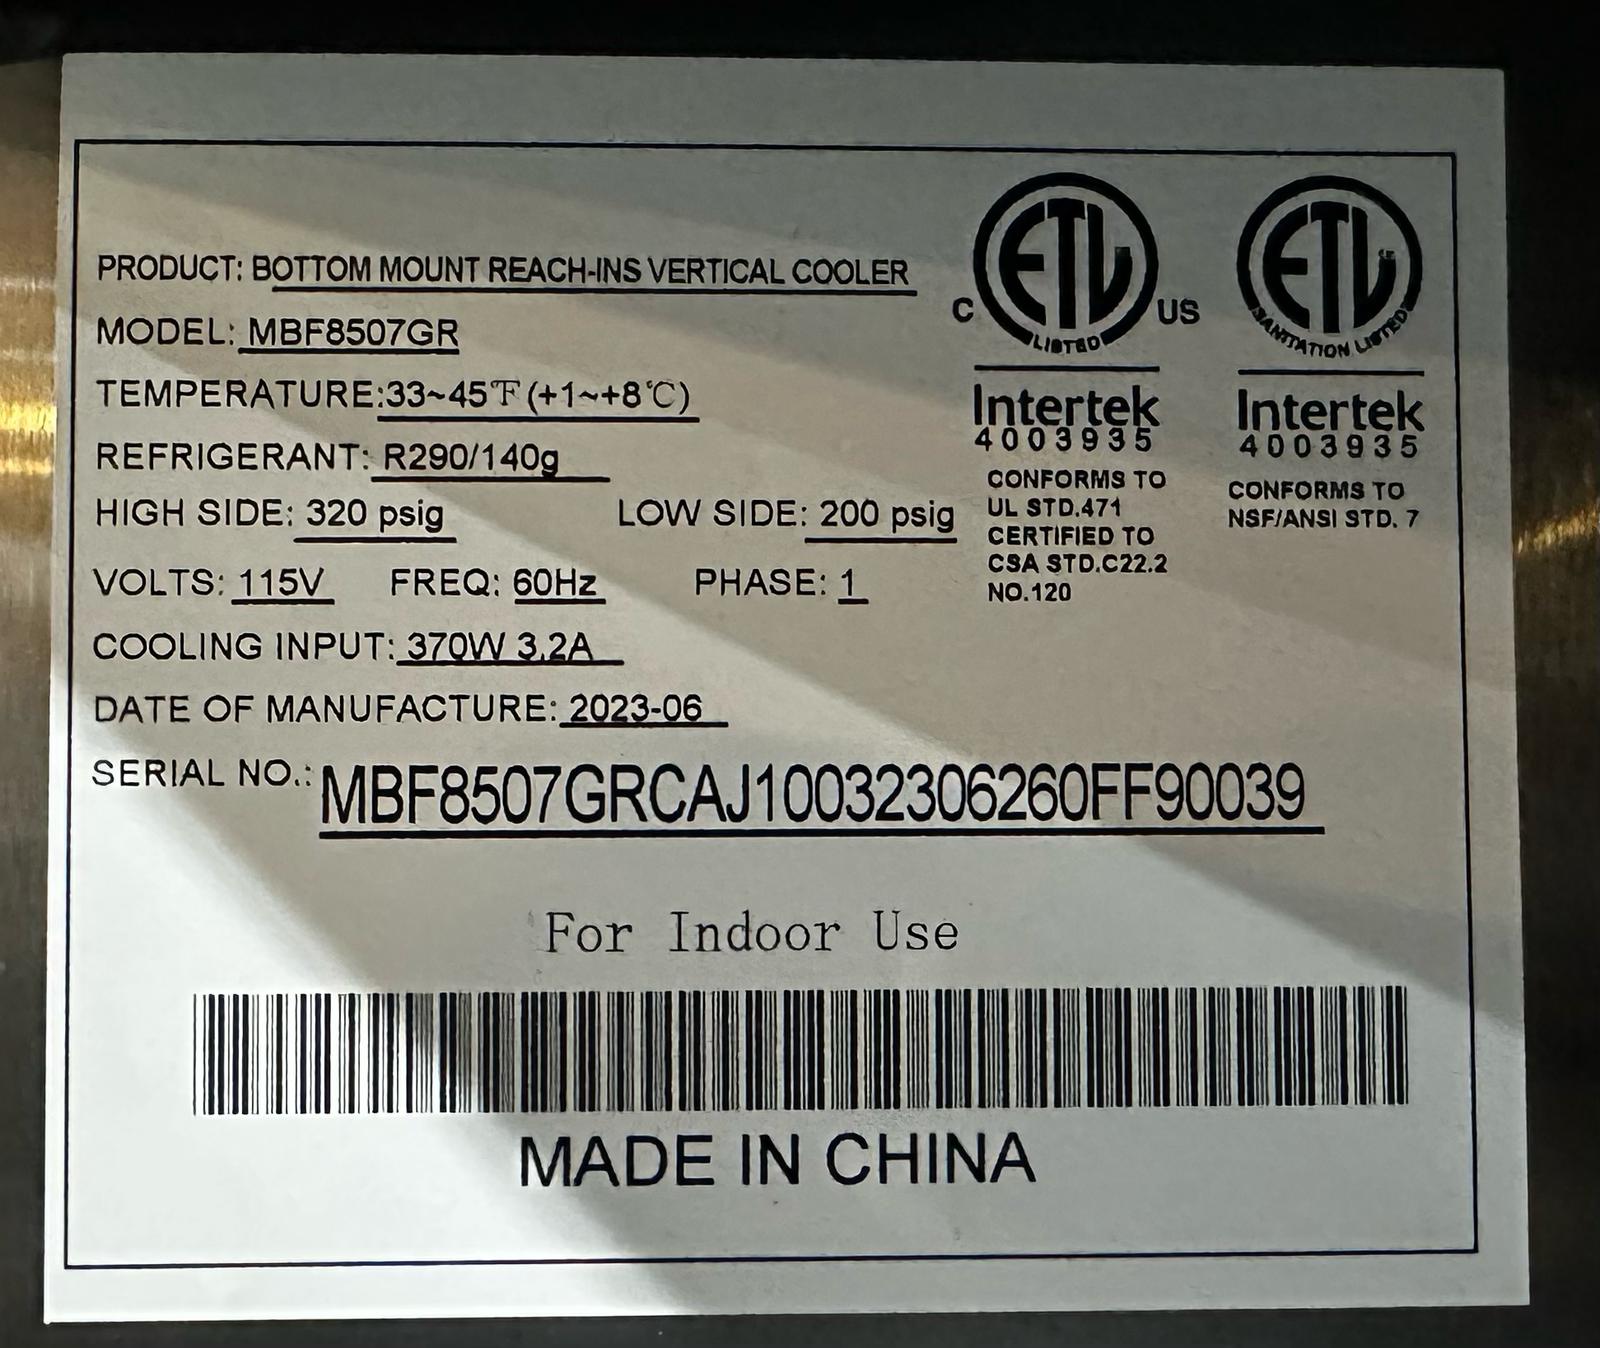 PRODUCT: BOTTOM MOUNT REACH-INS VERTICAL COOLER
MODEL: MBF8507GR
TEMPERATURE:33~45℉(+1~+8℃)
REFRIGERANT: R290/140g
HIGH SIDE: 320 psig LOW SIDE: 200 psig
VOLTS: 115V FREQ: 60Hz PHASE: 1
COOLING INPUT: 370W 3.2A
DATE OF MANUFACTURE: 2023-06
SERIAL NO.: MBF8507GRCAJ10032306260FF90039
ETL
C US
LISTED
Intertek
4003935
CONFORMS TO
UL STD.471
CERTIFIED TO
CSA STD.C22.2
NO.120
ETL
SANITATION LISTED
Intertek
4003935
CONFORMS TO
NSF/ANSI STD. 7
For Indoor Use
MADE IN CHINA